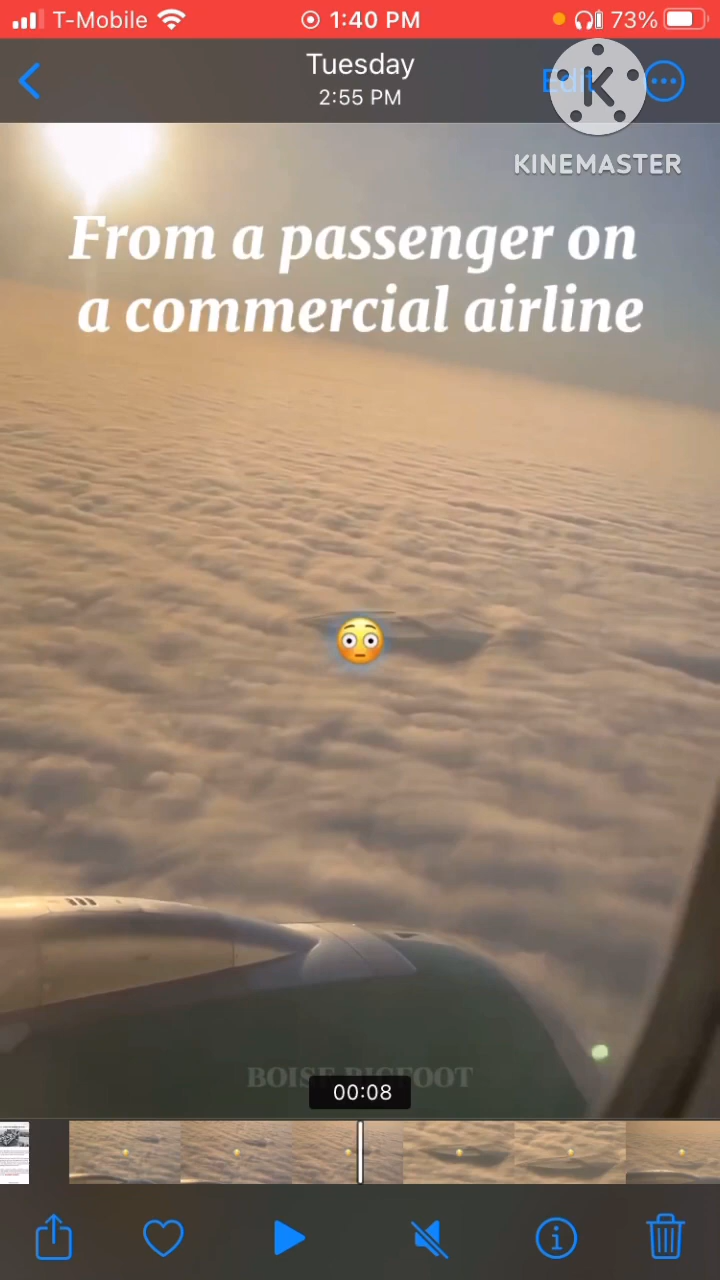 T-Mobile 1:40 PM 73%
Tuesday
2:55 PM
Edit
K
KINEMASTER
From a passenger on
a commercial airline
BOISE BIGFOOT
00:08